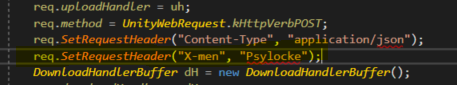 req.uploadHandler = uh;
req.method = UnityWebRequest.kHttpVerbPOST;
req.SetRequestHeader("Content-Type", "application/json");
req.SetRequestHeader("X-men", "Psylocke");
DownloadHandlerBuffer dH = new DownloadHandlerBuffer();